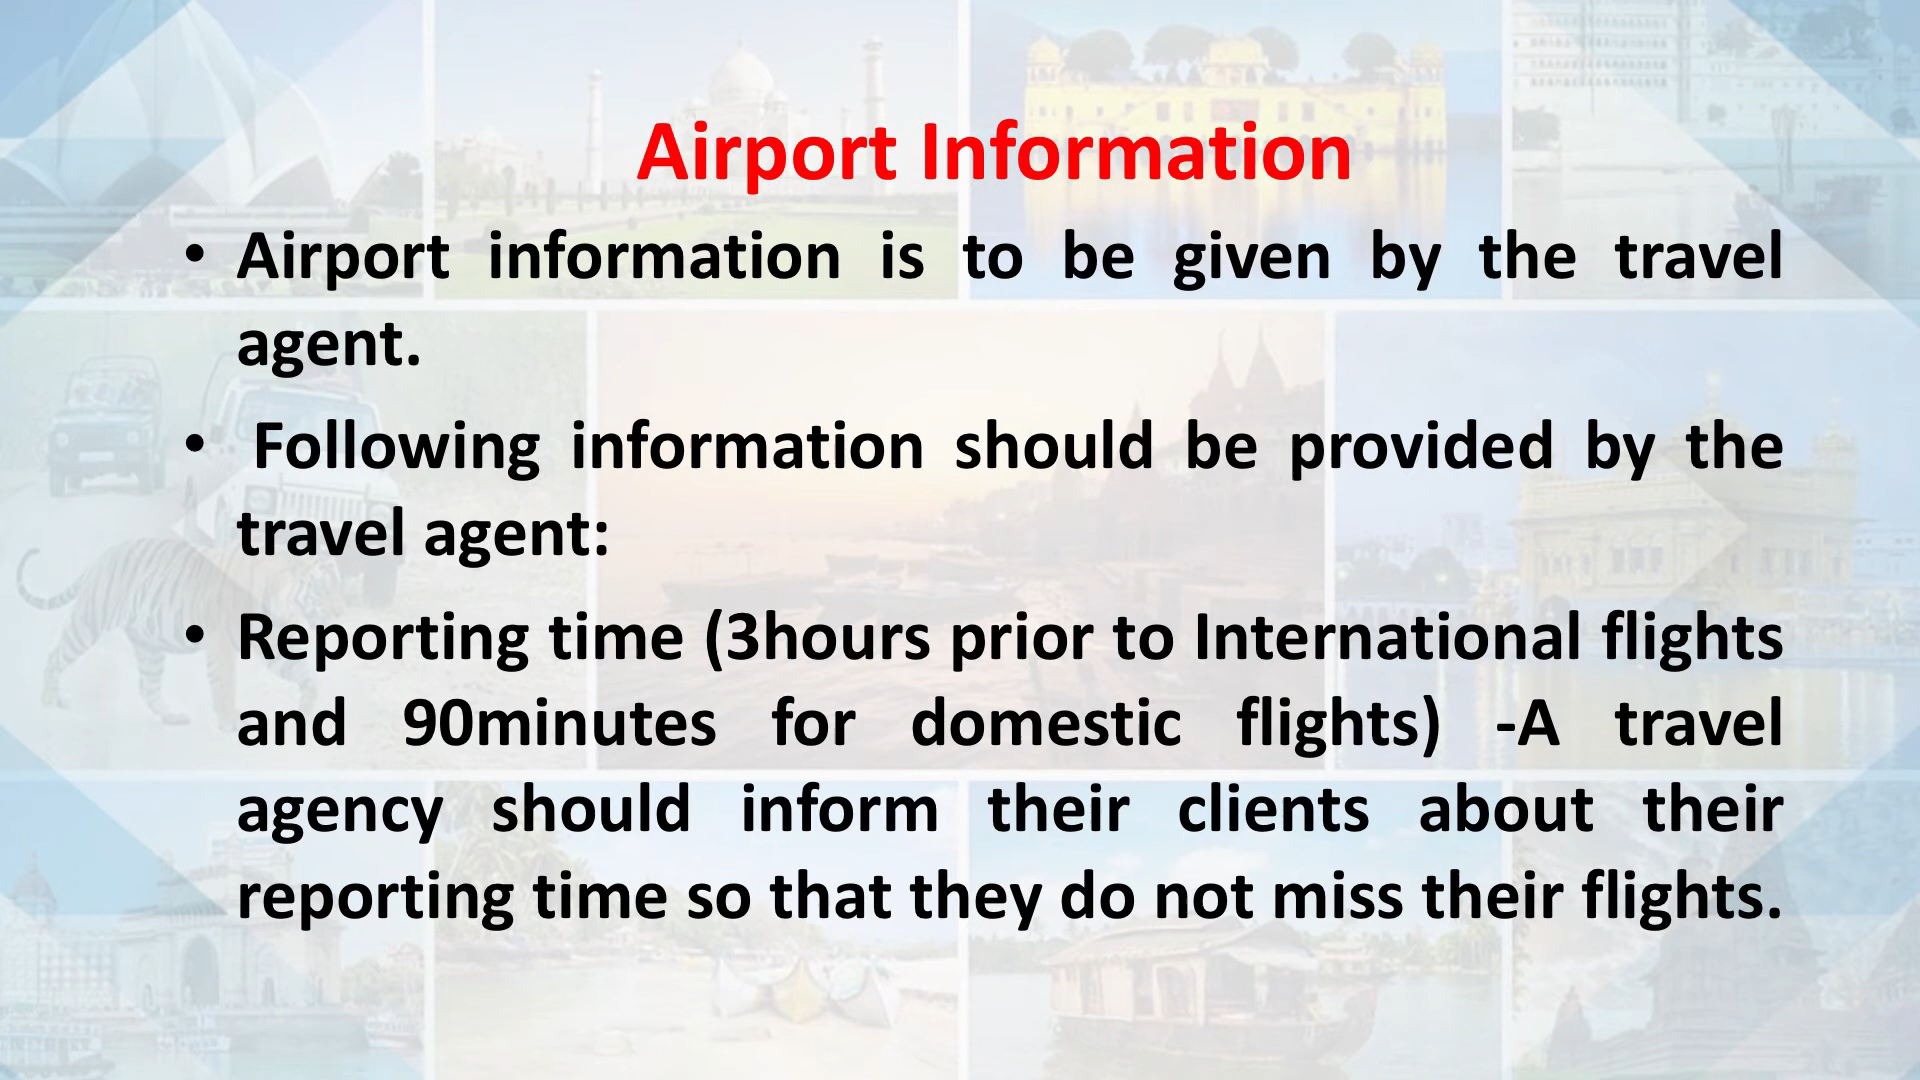 Airport Information
• Airport information is to be given by the travel
agent.
• Following information should be provided by the
travel agent:
• Reporting time (3hours prior to International flights
and 90minutes for domestic flights) -A travel
agency should inform their clients about their
reporting time so that they do not miss their flights.